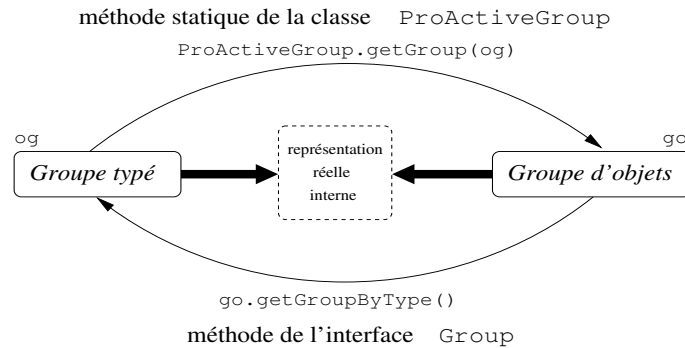 méthode statique de la classe ProActiveGroup
ProActiveGroup.getGroup(og)
og
go
Groupe typé
représentation
réelle
interne
Groupe d'objets
go.getGroupByType()
méthode de l'interface Group